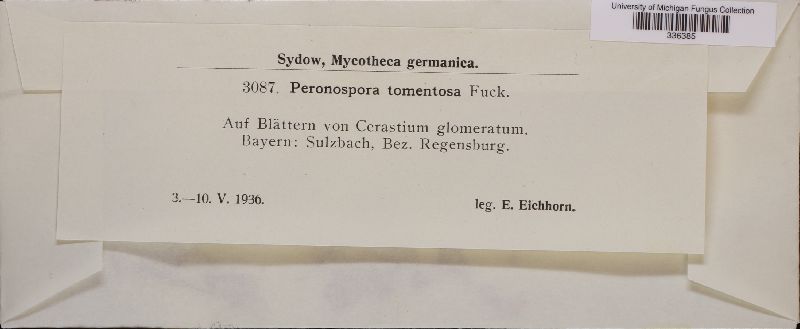 University of Michigan Fungus Collection
336385
Sydow, Mycotheca germanica.
3087. Peronospora tomentosa Fuck.
Auf Blättern von Cerastium glomeratum.
Bayern: Sulzbach, Bez. Regensburg.
3.—10. V. 1936.
leg. E. Eichhorn.